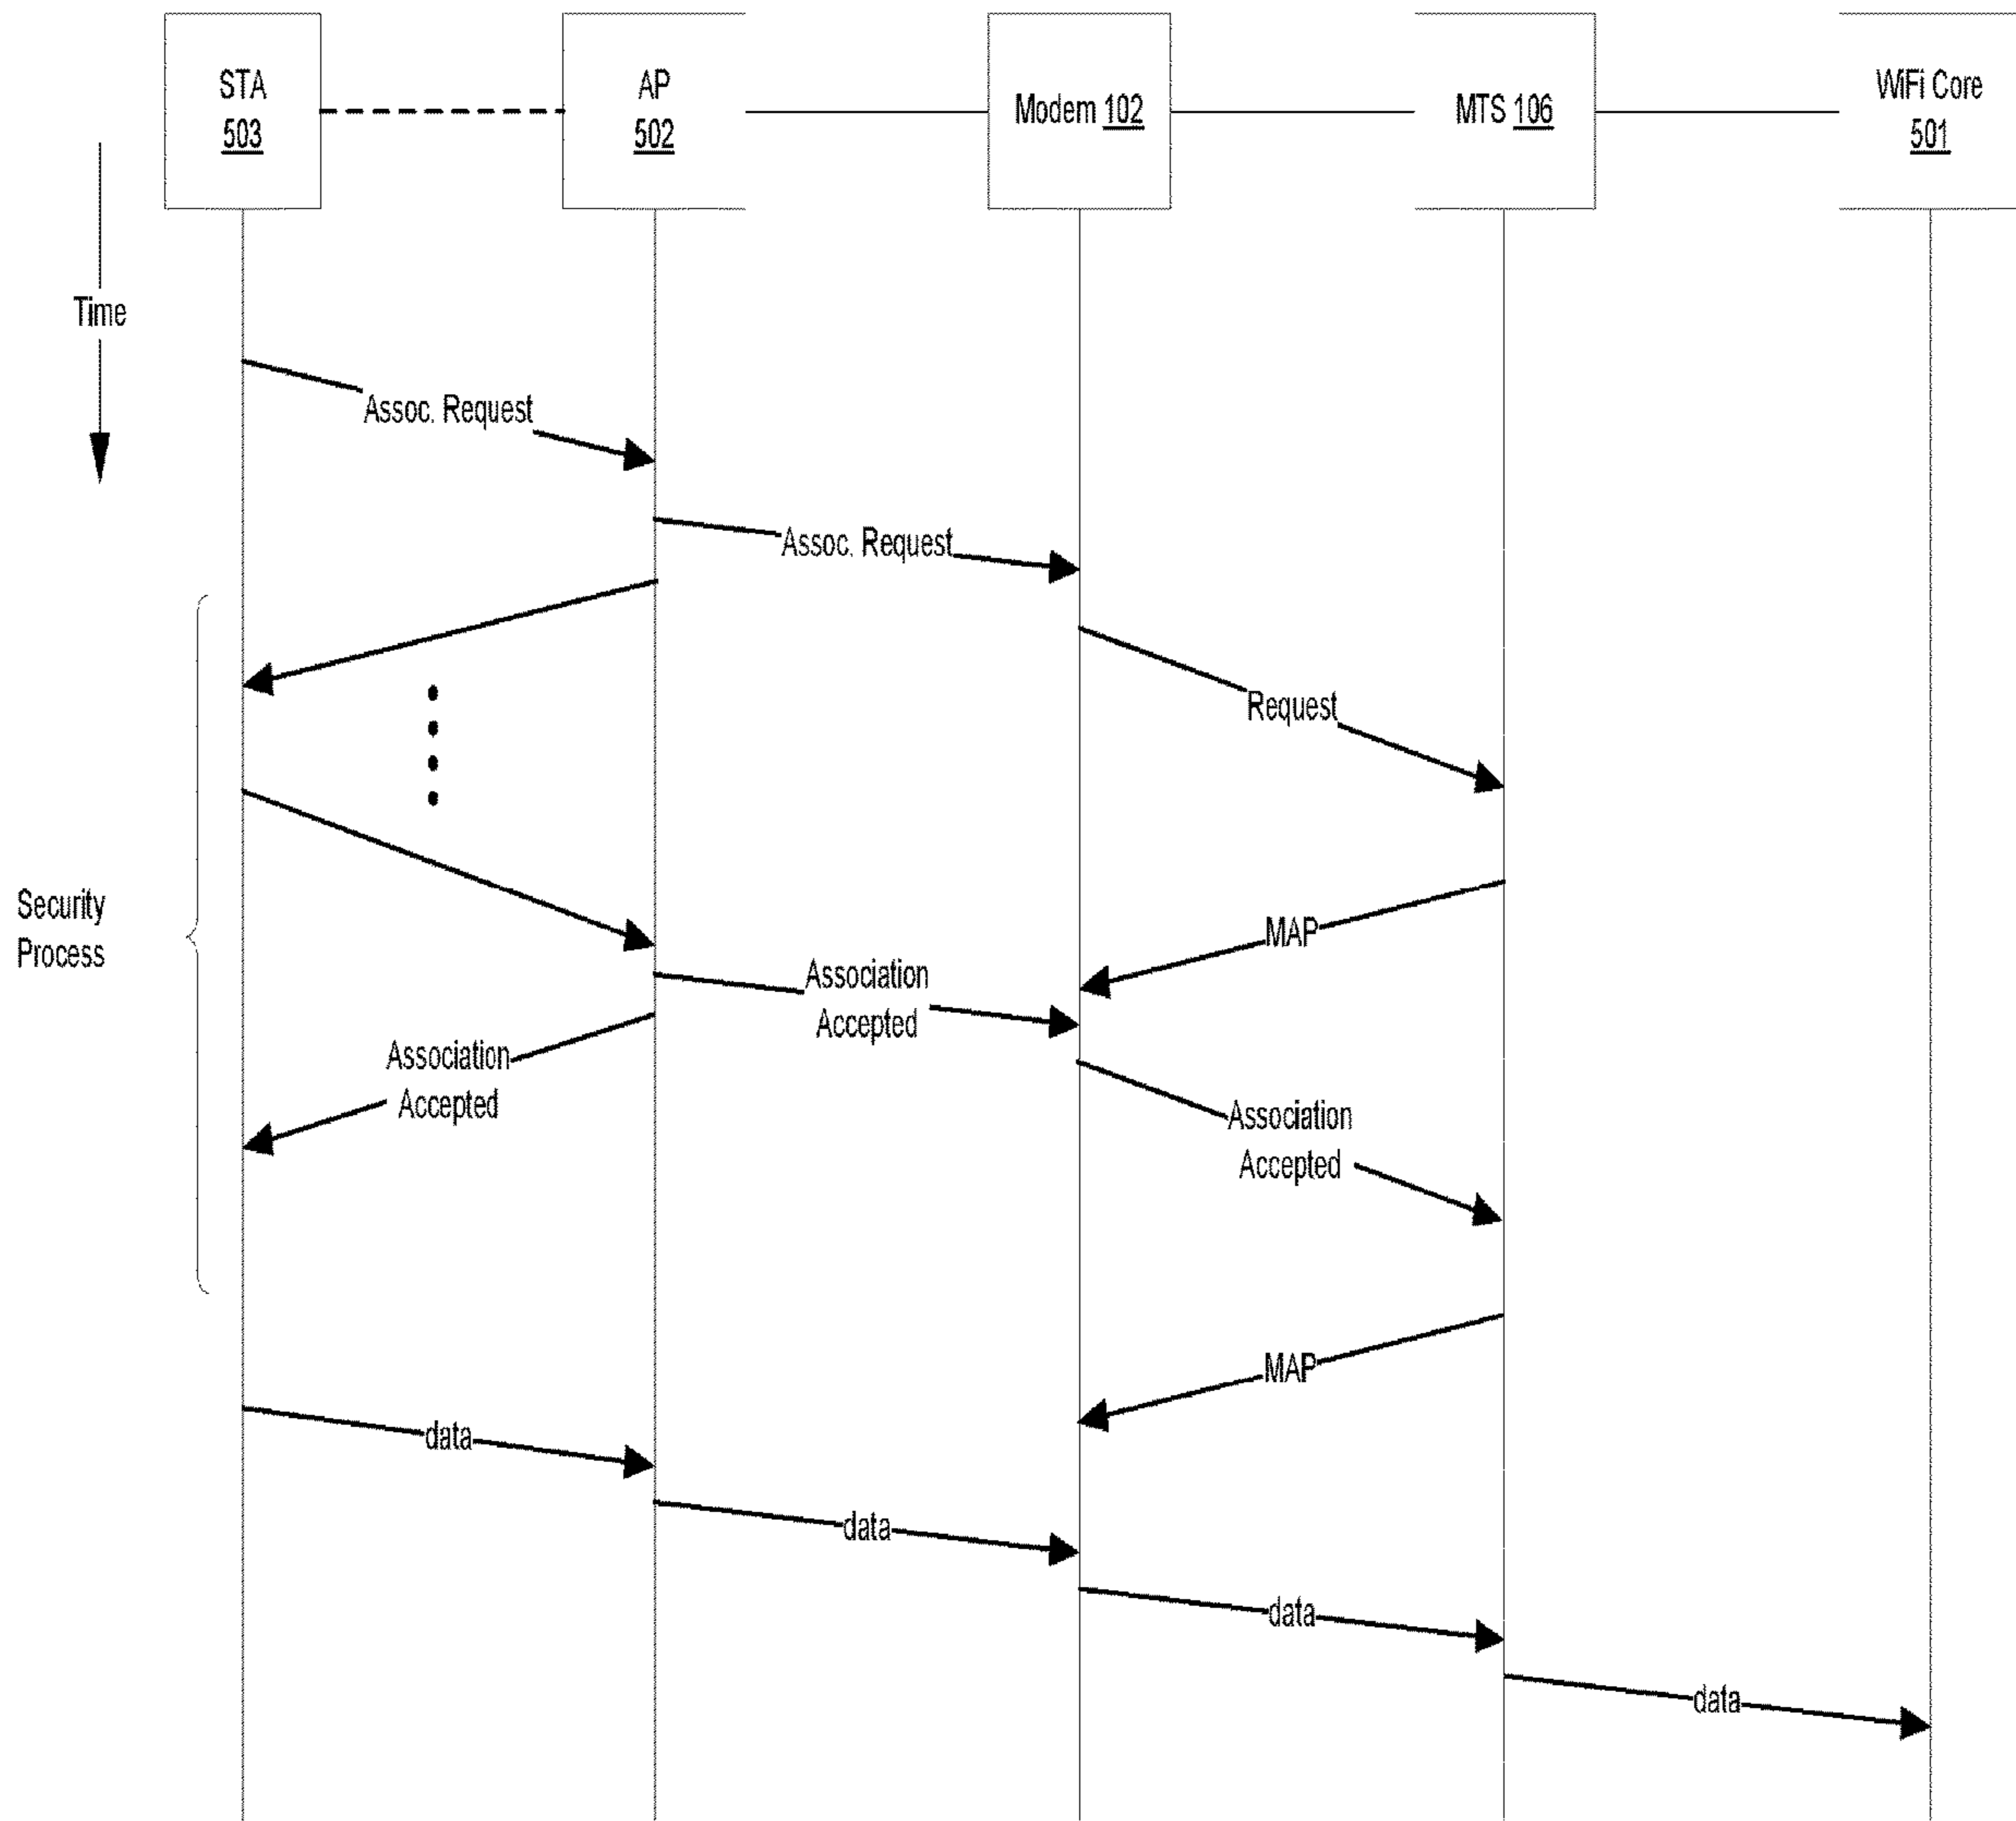 STA
503
AP
502
Modem 102
MTS 106
WiFi Core
501
Time
Assoc. Request
Assoc. Request
Request
Security
Process
MAP
Association
Accepted
Association
Accepted
Association
Accepted
MAP
data
data
data
data